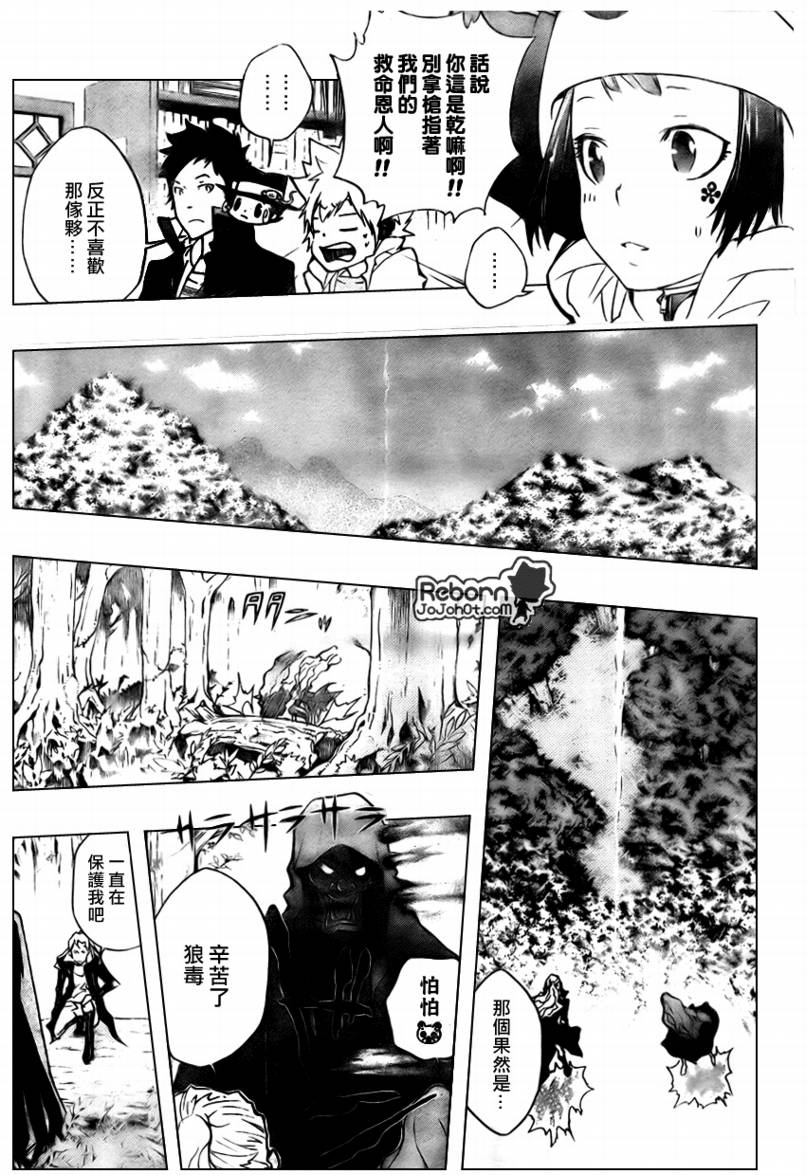 話說
你這是乾嘛啊!!
別拿槍指著
我們的
救命恩人啊!!
……
……
反正不喜歡
那傢夥……
Reborn
JoJohOt.com
那個果然是…
怕怕
辛苦了
狼毒
一直在
保護我吧